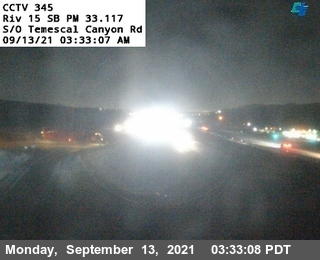 CCTV 345
Riv 15 SB PM 33.117
S/O Temescal Canyon Rd
09/13/21 03:33:07 AM
Monday, September 13, 2021 03:33:08 PDT